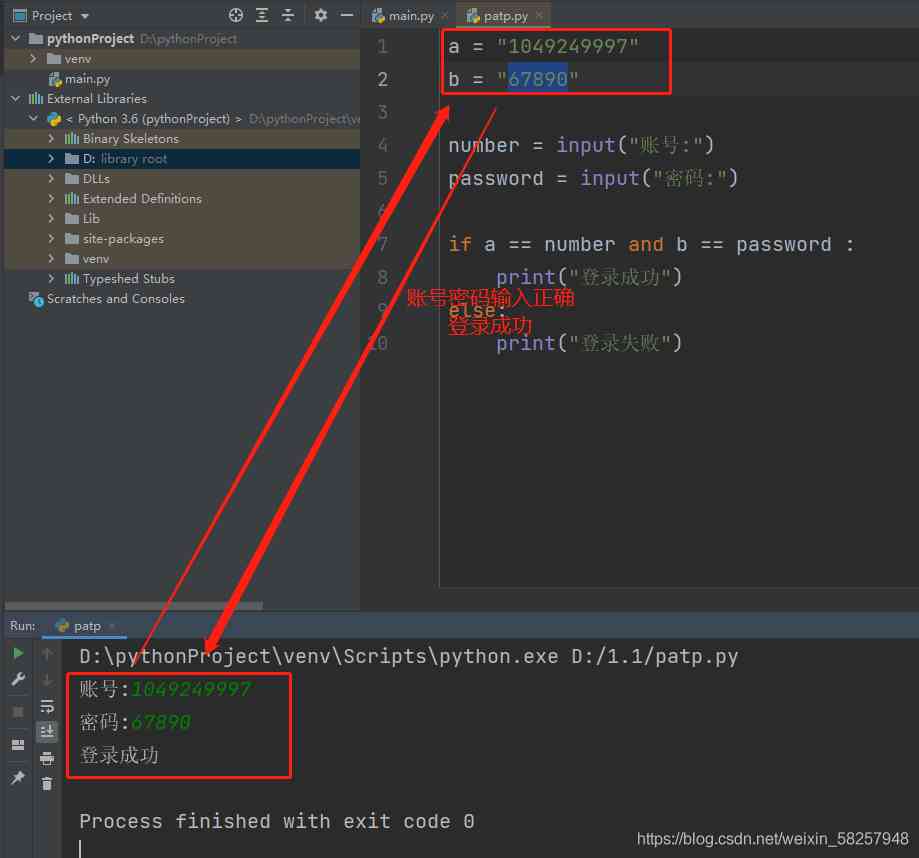 Project
pythonProject D:\pythonProject
venv
main.py
External Libraries
< Python 3.6 (pythonProject) > D:\pythonProject\ve
Binary Skeletons
D: library root
DLLs
Extended Definitions
Lib
site-packages
venv
Typeshed Stubs
Scratches and Consoles
main.py
patp.py
1 a = "1049249997"
2 b = "67890"
3
4 number = input("账号:")
5 password = input("密码:")
6
7 if a == number and b == password :
8 print("登录成功")
9 else:
10 print("登录失败")
账号密码输入正确
登录成功
Run: patp
D:\pythonProject\venv\Scripts\python.exe D:/1.1/patp.py
账号:1049249997
密码:67890
登录成功
Process finished with exit code 0
https://blog.csdn.net/weixin_58257948